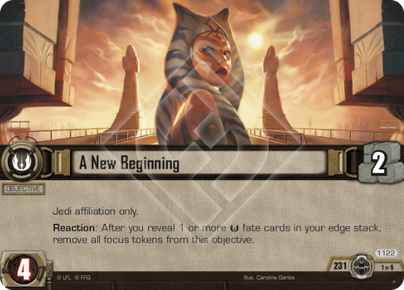 A New Beginning
2
OBJECTIVE
Jedi affiliation only.
Reaction: After you reveal 1 or more fate cards in your edge stack,
remove all focus tokens from this objective.
1122
4
© LFL © FFG
Illus. Caroline Gariba
231
1 of 6